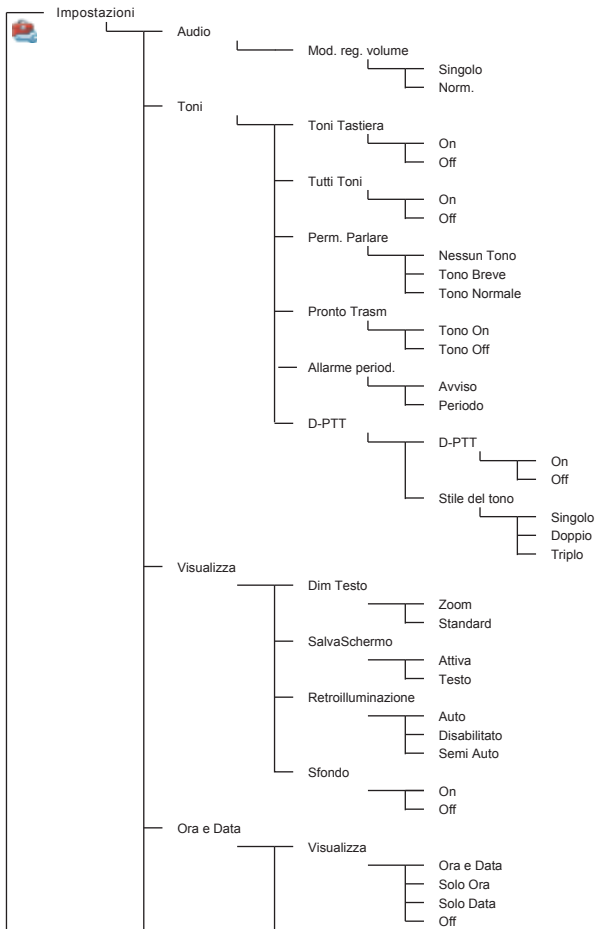 Impostazioni
Audio
Mod. reg. volume
Singolo
Norm.
Toni
Toni Tastiera
On
Off
Tutti Toni
On
Off
Perm. Parlare
Nessun Tono
Tono Breve
Tono Normale
Pronto Trasm
Tono On
Tono Off
Allarme period.
Avviso
Periodo
D-PTT
D-PTT
On
Off
Stile del tono
Singolo
Doppio
Triplo
Visualizza
Dim Testo
Zoom
Standard
SalvaSchermo
Attiva
Testo
Retroilluminazione
Auto
Disabilitato
Semi Auto
Sfondo
On
Off
Ora e Data
Visualizza
Ora e Data
Solo Ora
Solo Data
Off